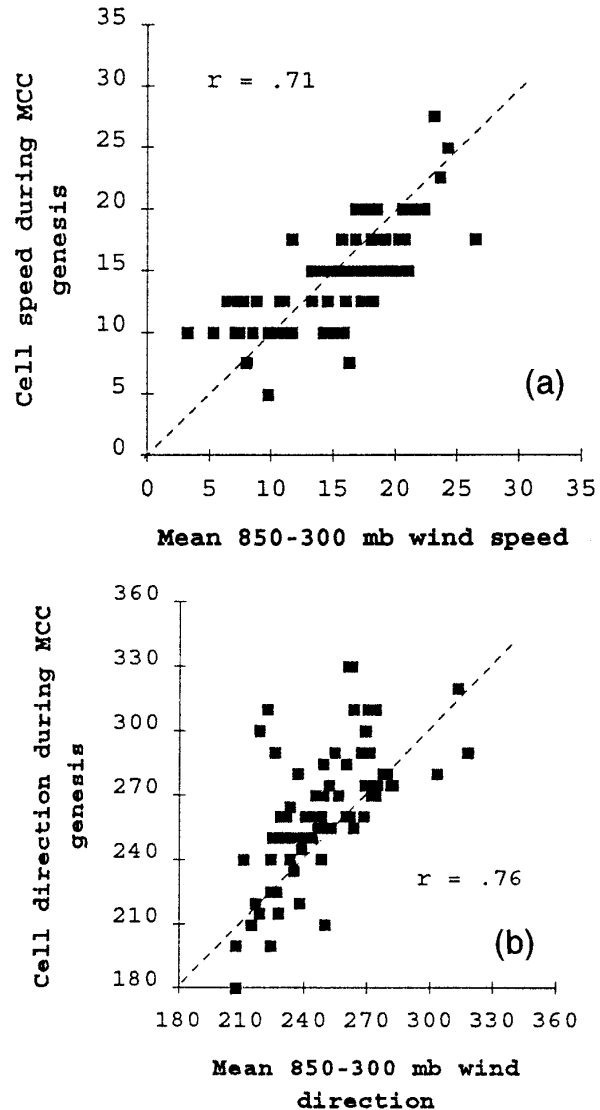 35
30
25
20
15
10
5
0
Cell speed during MCC
genesis
r = .71
(a)
0 5 10 15 20 25 30 35
Mean 850-300 mb wind speed
360
330
300
270
240
210
180
Cell direction during MCC
genesis
r = .76
(b)
180 210 240 270 300 330 360
Mean 850-300 mb wind
direction